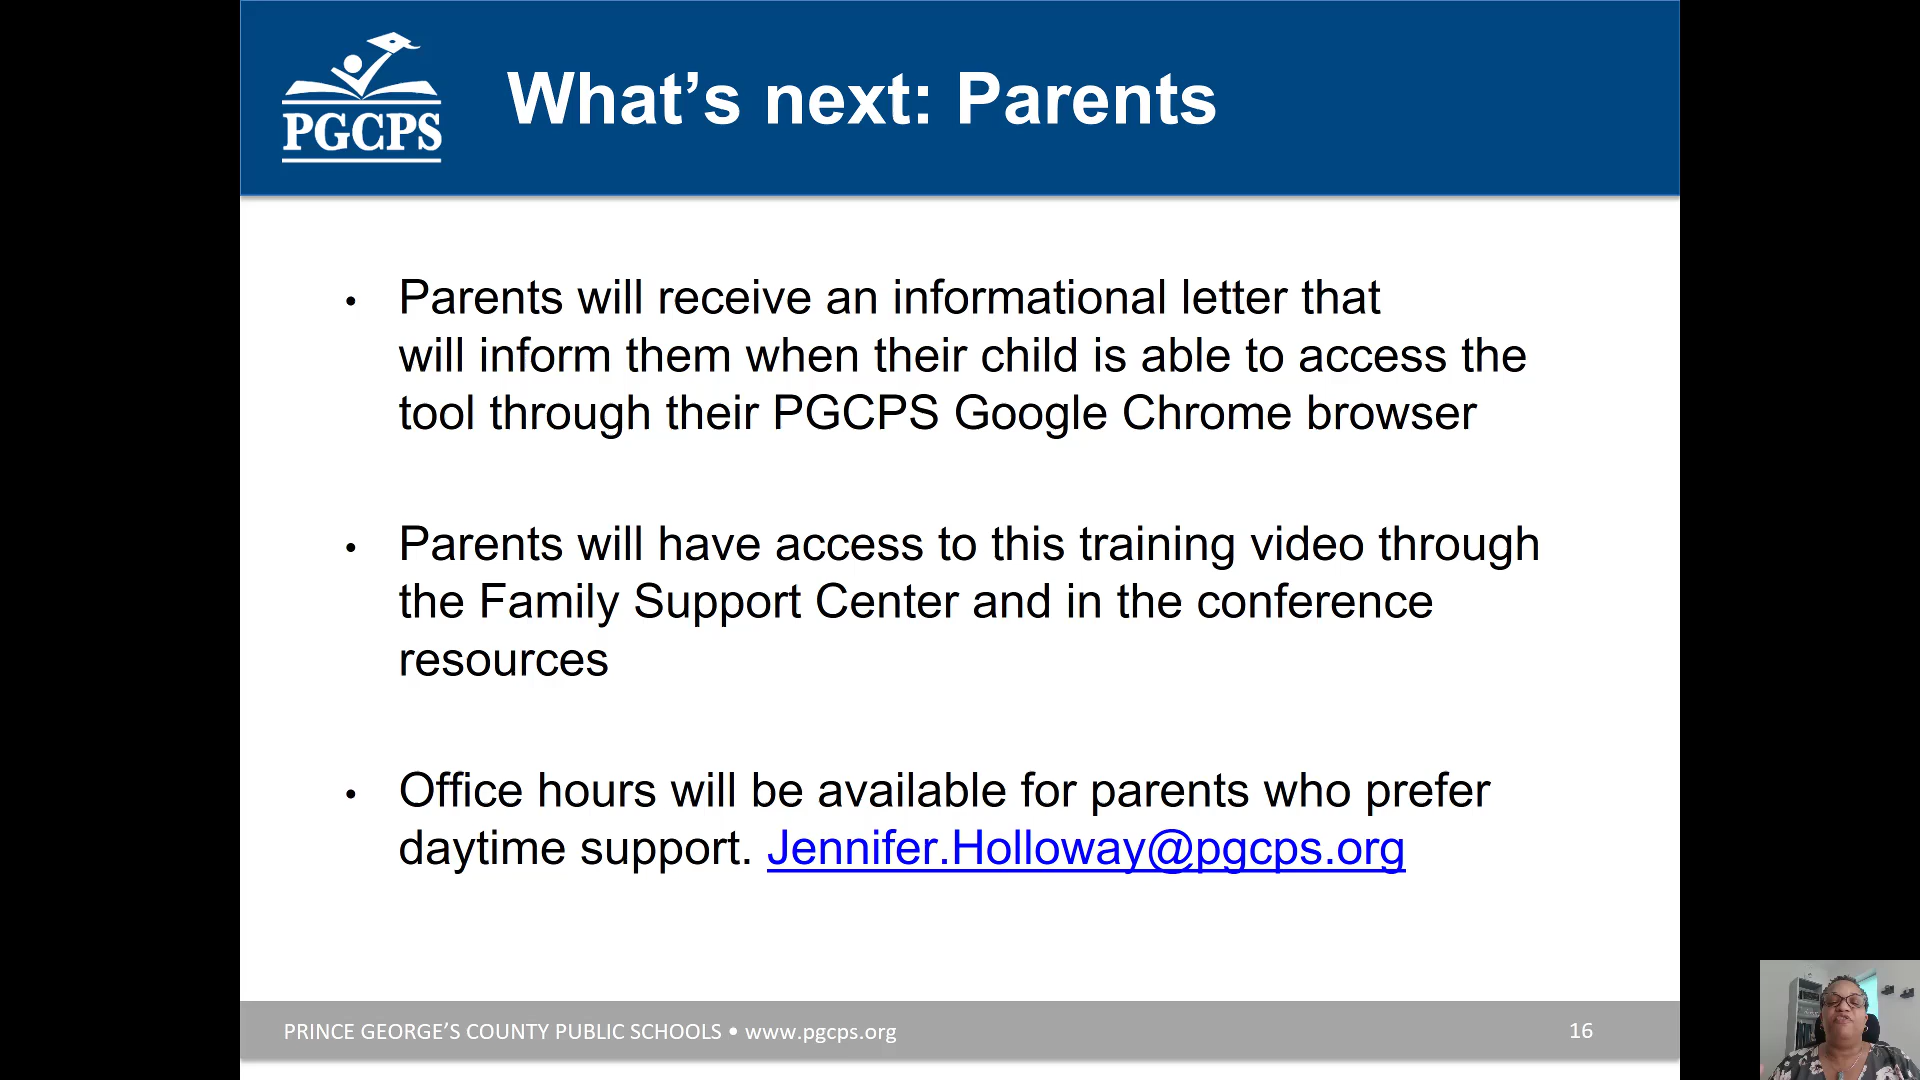 PGCPS
What’s next: Parents
• Parents will receive an informational letter that
will inform them when their child is able to access the
tool through their PGCPS Google Chrome browser
• Parents will have access to this training video through
the Family Support Center and in the conference
resources
• Office hours will be available for parents who prefer
daytime support. Jennifer.Holloway@pgcps.org
PRINCE GEORGE’S COUNTY PUBLIC SCHOOLS • www.pgcps.org
16